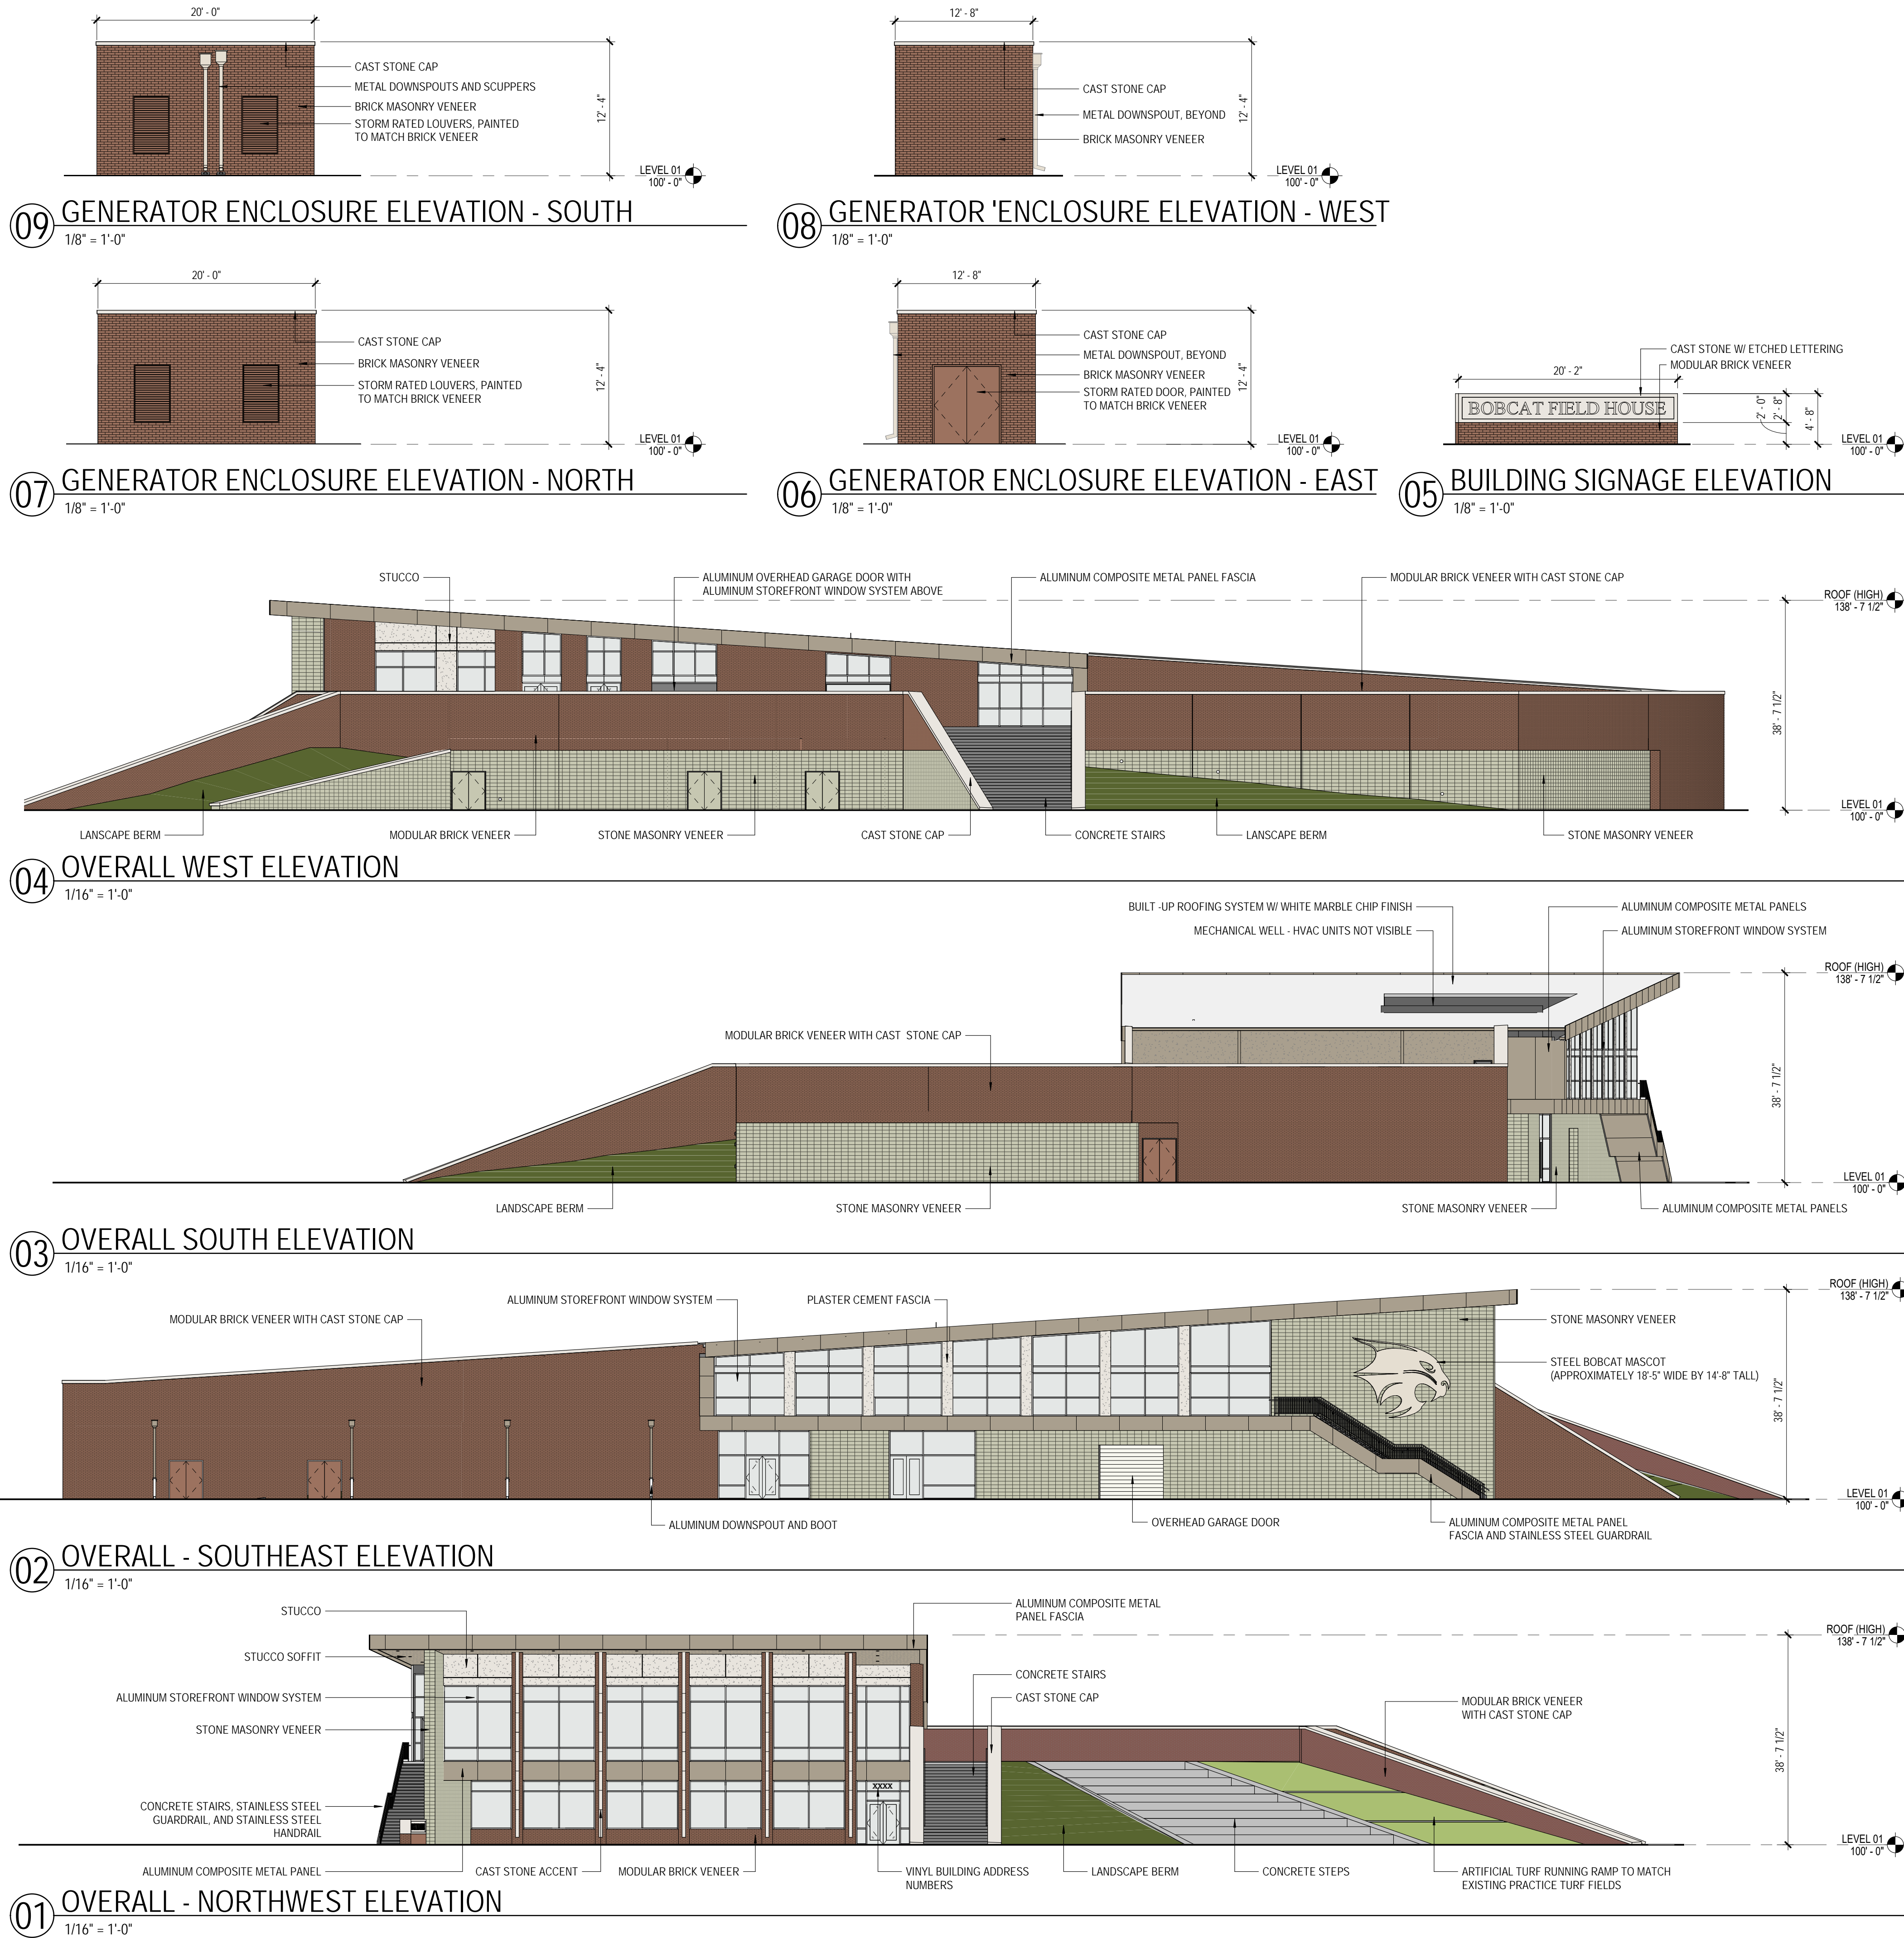 20' - 0"
CAST STONE CAP
METAL DOWNSPOUTS AND SCUPPERS
BRICK MASONRY VENEER
STORM RATED LOUVERS, PAINTED
TO MATCH BRICK VENEER
12' - 4"
LEVEL 01
100' - 0"
09 GENERATOR ENCLOSURE ELEVATION - SOUTH
1/8" = 1'-0"
12' - 8"
CAST STONE CAP
METAL DOWNSPOUT, BEYOND
BRICK MASONRY VENEER
12' - 4"
LEVEL 01
100' - 0"
08 GENERATOR 'ENCLOSURE ELEVATION - WEST
1/8" = 1'-0"
20' - 0"
CAST STONE CAP
BRICK MASONRY VENEER
STORM RATED LOUVERS, PAINTED
TO MATCH BRICK VENEER
12' - 4"
LEVEL 01
100' - 0"
07 GENERATOR ENCLOSURE ELEVATION - NORTH
1/8" = 1'-0"
12' - 8"
CAST STONE CAP
METAL DOWNSPOUT, BEYOND
BRICK MASONRY VENEER
STORM RATED DOOR, PAINTED
TO MATCH BRICK VENEER
12' - 4"
LEVEL 01
100' - 0"
06 GENERATOR ENCLOSURE ELEVATION - EAST
1/8" = 1'-0"
CAST STONE W/ ETCHED LETTERING
MODULAR BRICK VENEER
20' - 2"
BOBCAT FIELD HOUSE
2' - 0"
2' - 8"
4' - 8"
LEVEL 01
100' - 0"
05 BUILDING SIGNAGE ELEVATION
1/8" = 1'-0"
STUCCO
ALUMINUM OVERHEAD GARAGE DOOR WITH
ALUMINUM STOREFRONT WINDOW SYSTEM ABOVE
ALUMINUM COMPOSITE METAL PANEL FASCIA
MODULAR BRICK VENEER WITH CAST STONE CAP
ROOF (HIGH)
138' - 7 1/2"
38' - 7 1/2"
LEVEL 01
100' - 0"
LANSCAPE BERM
MODULAR BRICK VENEER
STONE MASONRY VENEER
CAST STONE CAP
CONCRETE STAIRS
LANSCAPE BERM
STONE MASONRY VENEER
04 OVERALL WEST ELEVATION
1/16" = 1'-0"
BUILT -UP ROOFING SYSTEM W/ WHITE MARBLE CHIP FINISH
MECHANICAL WELL - HVAC UNITS NOT VISIBLE
ALUMINUM COMPOSITE METAL PANELS
ALUMINUM STOREFRONT WINDOW SYSTEM
ROOF (HIGH)
138' - 7 1/2"
MODULAR BRICK VENEER WITH CAST STONE CAP
38' - 7 1/2"
LEVEL 01
100' - 0"
LANDSCAPE BERM
STONE MASONRY VENEER
STONE MASONRY VENEER
ALUMINUM COMPOSITE METAL PANELS
03 OVERALL SOUTH ELEVATION
1/16" = 1'-0"
MODULAR BRICK VENEER WITH CAST STONE CAP
ALUMINUM STOREFRONT WINDOW SYSTEM
PLASTER CEMENT FASCIA
ROOF (HIGH)
138' - 7 1/2"
STONE MASONRY VENEER
STEEL BOBCAT MASCOT
(APPROXIMATELY 18'-5" WIDE BY 14'-8" TALL)
38' - 7 1/2"
LEVEL 01
100' - 0"
ALUMINUM DOWNSPOUT AND BOOT
OVERHEAD GARAGE DOOR
ALUMINUM COMPOSITE METAL PANEL
FASCIA AND STAINLESS STEEL GUARDRAIL
02 OVERALL - SOUTHEAST ELEVATION
1/16" = 1'-0"
STUCCO
STUCCO SOFFIT
ALUMINUM STOREFRONT WINDOW SYSTEM
STONE MASONRY VENEER
CONCRETE STAIRS, STAINLESS STEEL
GUARDRAIL, AND STAINLESS STEEL
HANDRAIL
ALUMINUM COMPOSITE METAL
PANEL FASCIA
CONCRETE STAIRS
CAST STONE CAP
MODULAR BRICK VENEER
WITH CAST STONE CAP
ROOF (HIGH)
138' - 7 1/2"
38' - 7 1/2"
XXXX
LEVEL 01
100' - 0"
ALUMINUM COMPOSITE METAL PANEL
CAST STONE ACCENT
MODULAR BRICK VENEER
VINYL BUILDING ADDRESS
NUMBERS
LANDSCAPE BERM
CONCRETE STEPS
ARTIFICIAL TURF RUNNING RAMP TO MATCH
EXISTING PRACTICE TURF FIELDS
01 OVERALL - NORTHWEST ELEVATION
1/16" = 1'-0"